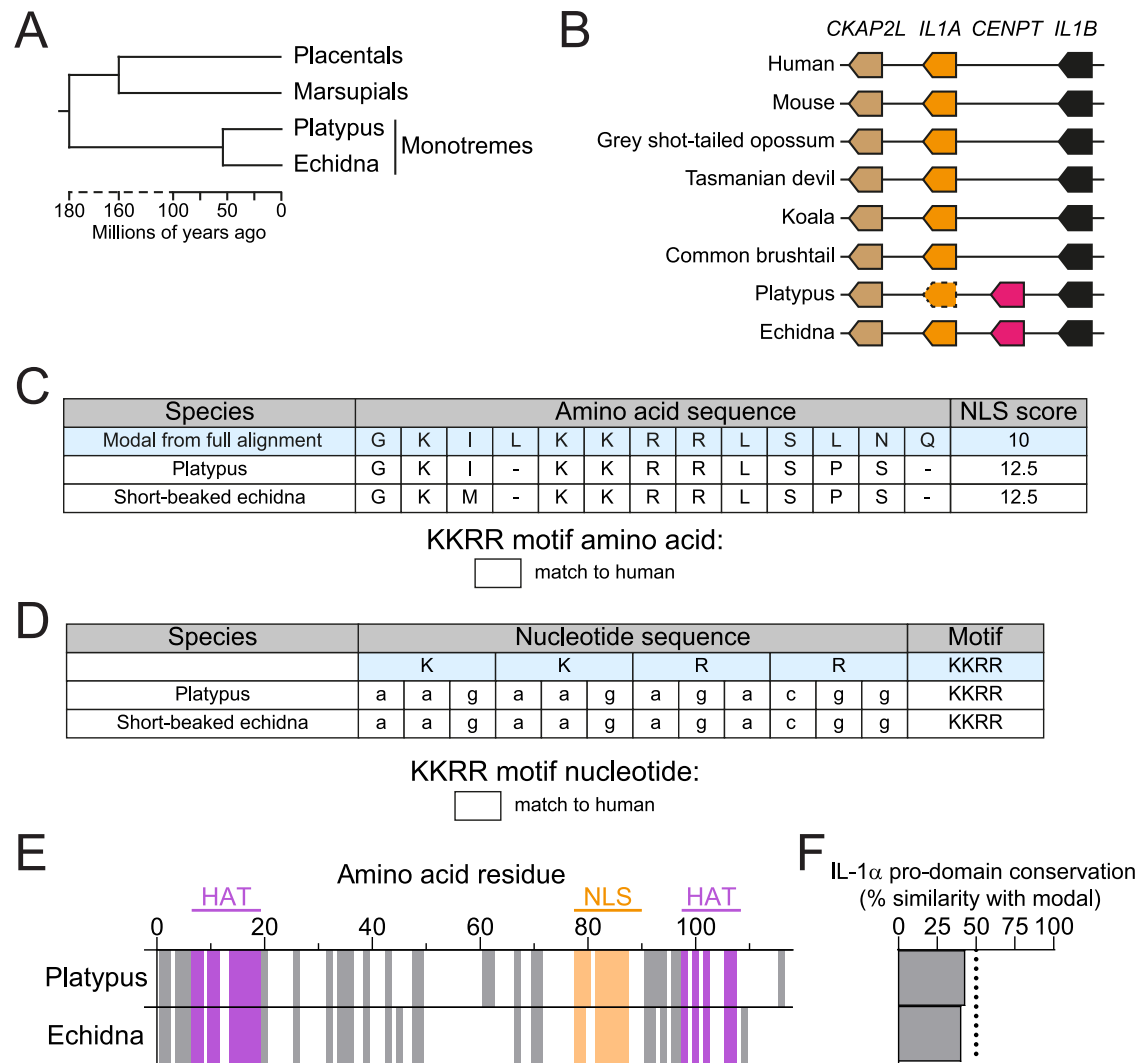 A
Placentals
Marsupials
Platypus
Echidna
Monotremes
180 160 100 50 0
Millions of years ago
B
CKAP2L IL1A CENPT IL1B
Human
Mouse
Grey shot-tailed opossum
Tasmanian devil
Koala
Common brushtail
Platypus
Echidna
C
Species Amino acid sequence NLS score
Modal from full alignment G K I L K K R R L S L N Q 10
Platypus G K I - K K R R L S P S - 12.5
Short-beaked echidna G K M - K K R R L S P S - 12.5
KKRR motif amino acid:
match to human
D
Species Nucleotide sequence Motif
K K R R KKRR
Platypus a a g a a g a g a c g g KKRR
Short-beaked echidna a a g a a g a g a c g g KKRR
KKRR motif nucleotide:
match to human
E
Amino acid residue
HAT NLS HAT
0 20 40 60 80 100
Platypus
Echidna
F
IL-1α pro-domain conservation
(% similarity with modal)
0 25 50 75 100